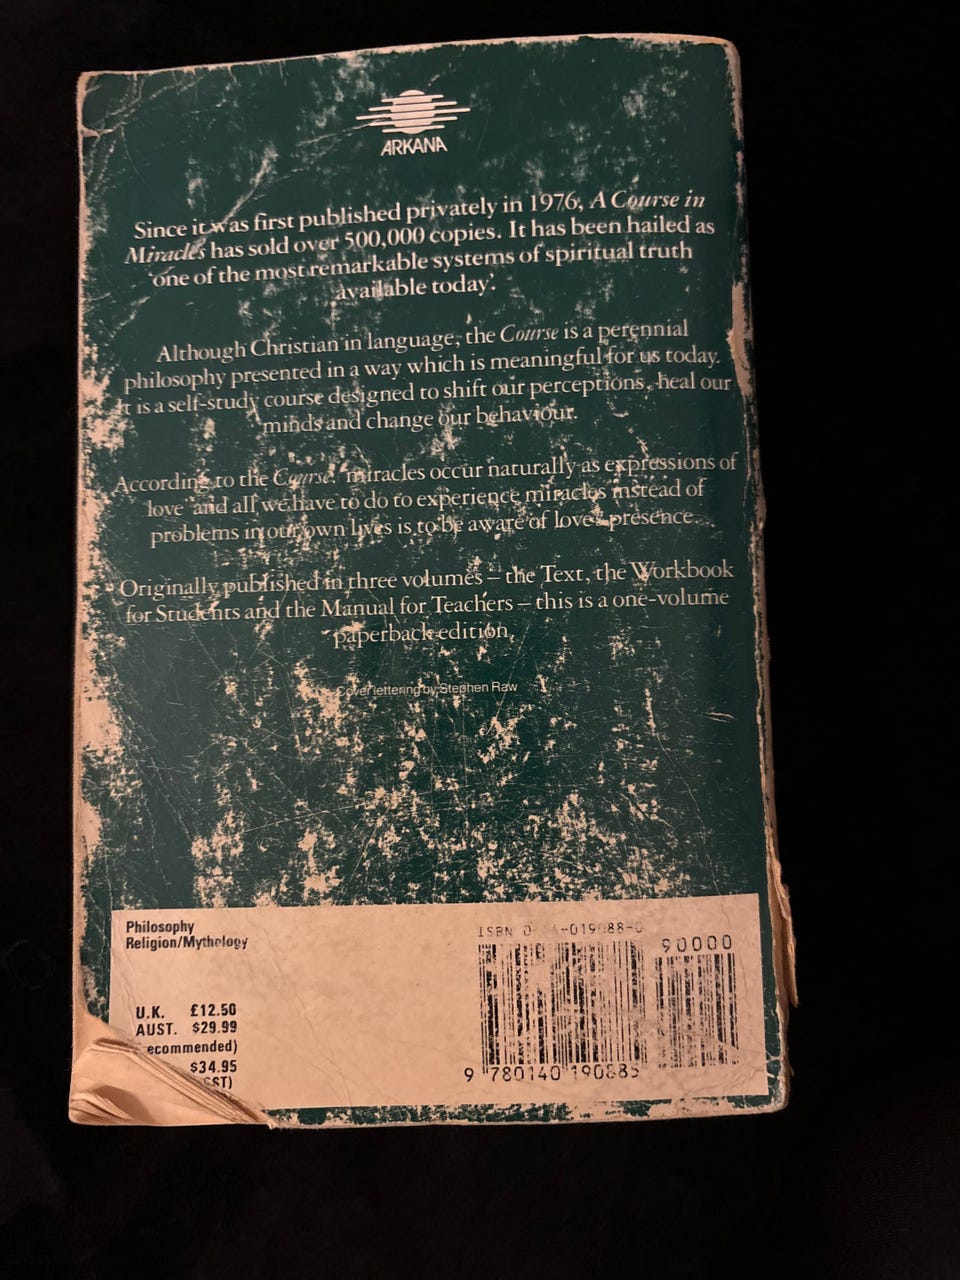 ARKANA
Since it was first published privately in 1976, A Course in
Miracles has sold over 500,000 copies. It has been hailed as
'one of the most remarkable systems of spiritual truth
available today'.
Although Christian in language, the Course is a perennial
philosophy presented in a way which is meaningful for us today.
It is a self-study course designed to shift our perceptions, heal our
minds and change our behaviour.
According to the Course, 'miracles occur naturally as expressions of
love' and all we have to do to experience miracles instead of
problems in our own lives is to be aware of love's presence.
Originally published in three volumes – the Text, the Workbook
for Students and the Manual for Teachers – this is a one-volume
paperback edition.
Cover lettering by Stephen Raw
Philosophy
Religion/Mythology
U.K. £12.50
AUST. $29.99
ecommended)
$34.95
GST)
ISBN
90000
9 780140 190885